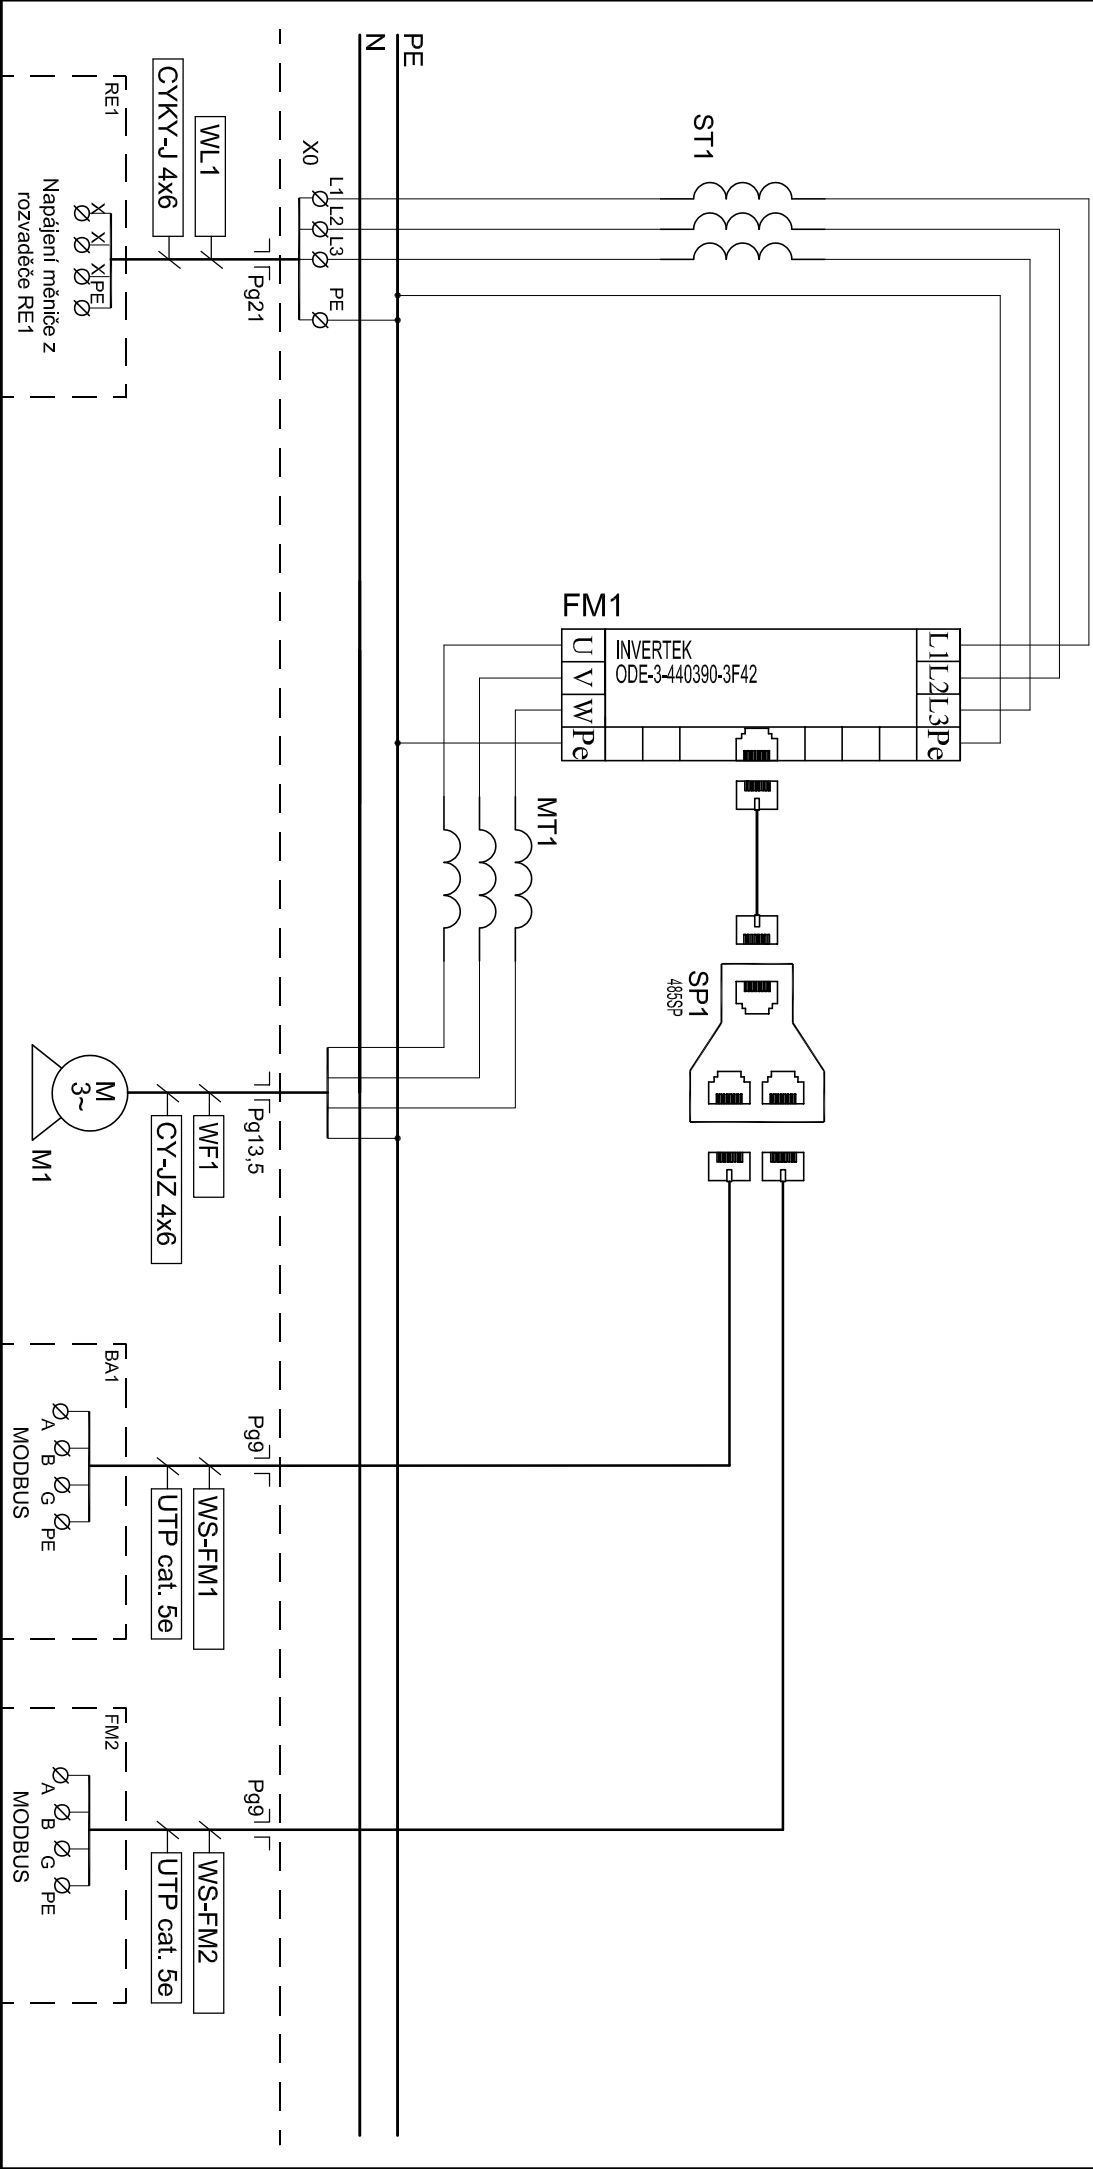 PE
N
ST1
X0
L1
L2
L3
PE
Pg21
WL1
CYKY-J 4x6
RE1
X
X
X
PE
Napájení měniče z
rozvaděče RE1
FM1
INVERTEK
ODE-3-440390-3F42
L1
L2
L3
Pe
U
V
W
Pe
MT1
SP1
485SP
Pg13,5
WF1
CY-JZ 4x6
M
3~
M1
Pg9
WS-FM1
UTP cat. 5e
BA1
A
B
G
PE
MODBUS
Pg9
WS-FM2
UTP cat. 5e
FM2
A
B
G
PE
MODBUS